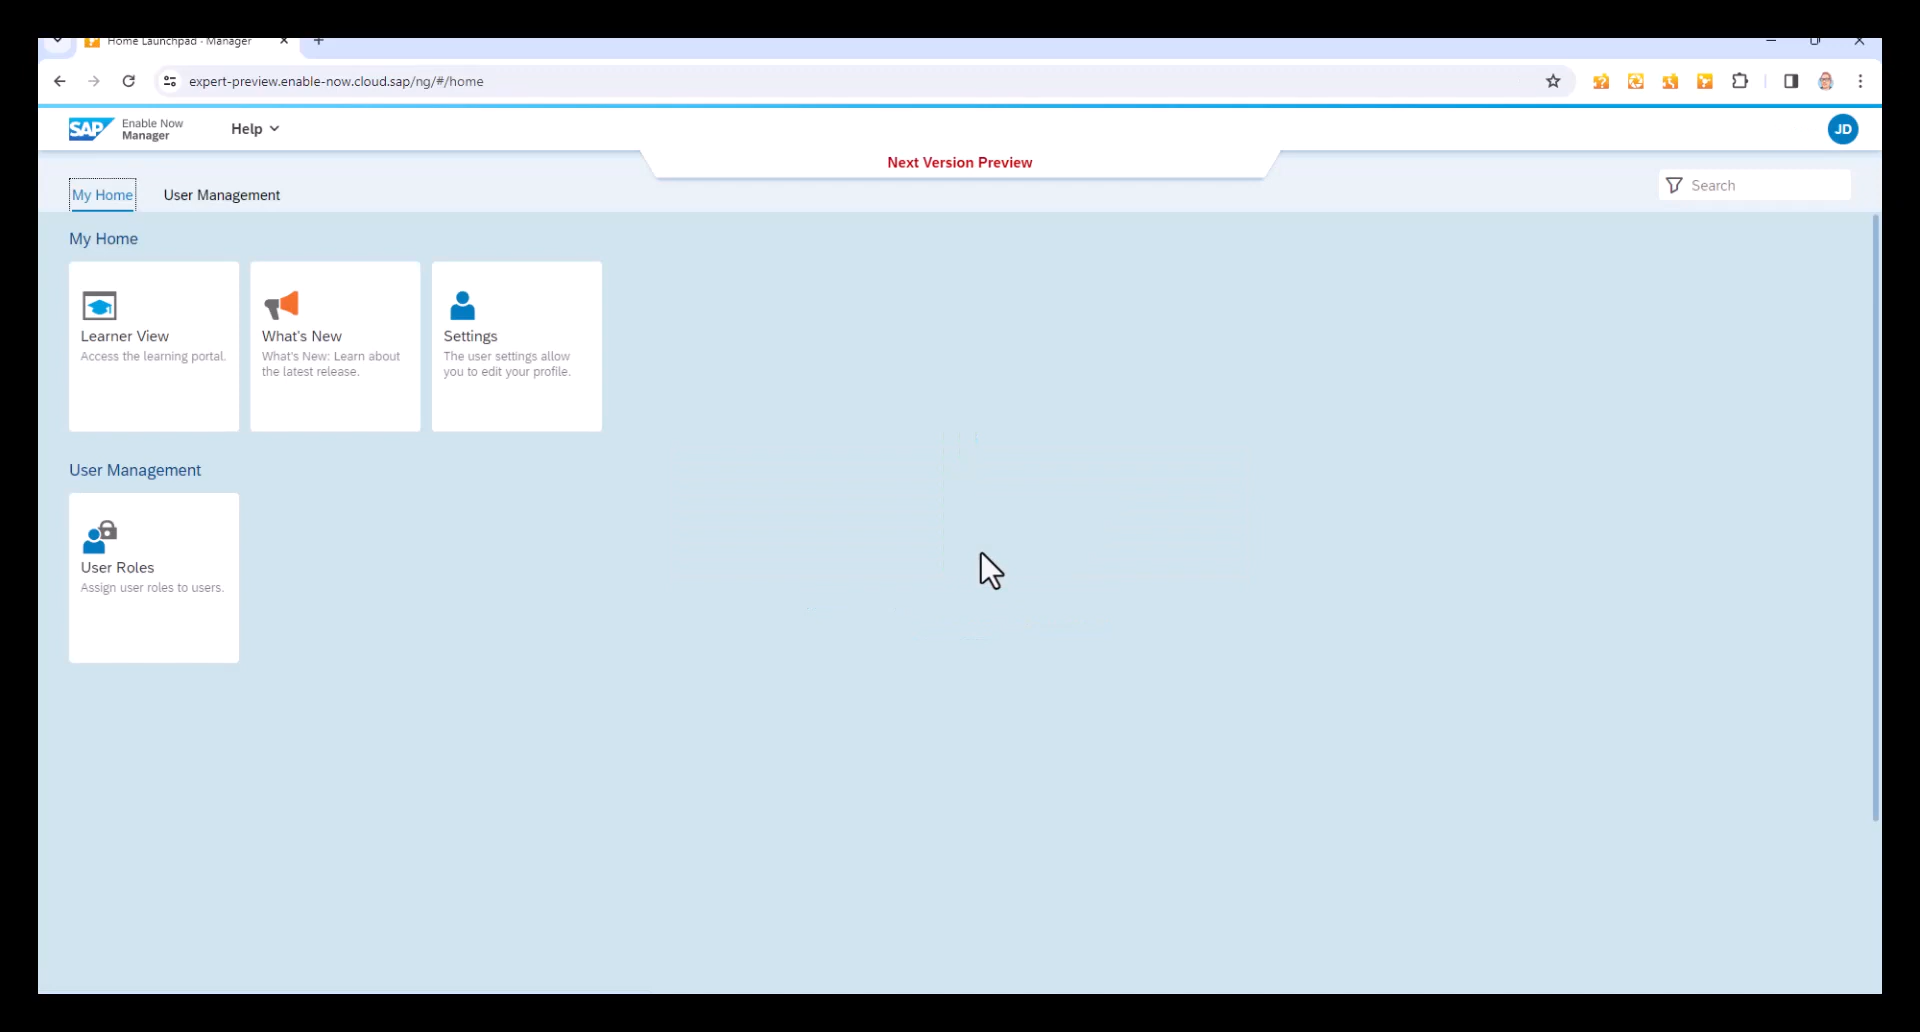 Home Launchpad - Manager
expert-preview.enable-now.cloud.sap/ng/#/home
SAP Enable Now Manager
Help
JD
Next Version Preview
My Home
User Management
Search
My Home
Learner View
Access the learning portal.
What's New
What's New: Learn about
the latest release.
Settings
The user settings allow
you to edit your profile.
User Management
User Roles
Assign user roles to users.